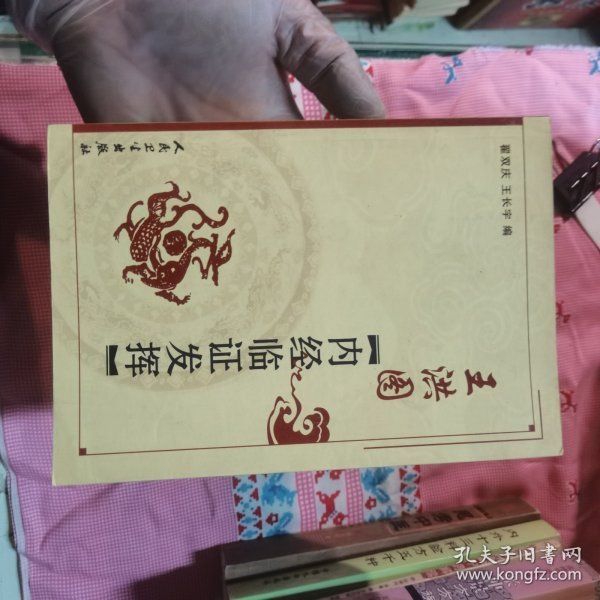 王洪图
【内经临证发挥】
翟双庆 王长宇 编
人民卫生出版社
孔夫子旧书网
www.kongfz.com